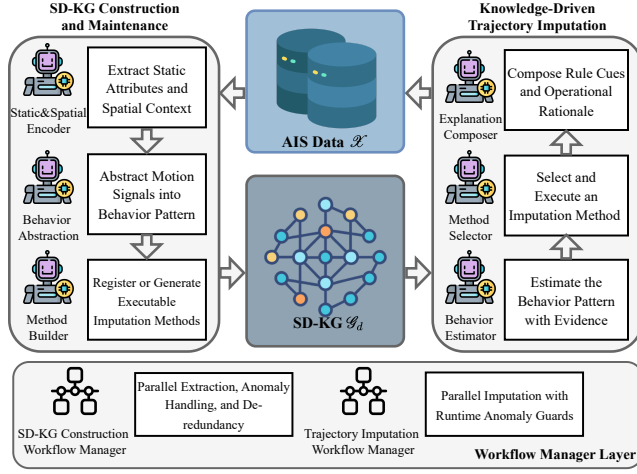 SD-KG Construction
and Maintenance
Static&Spatial
Encoder
Extract Static
Attributes and
Spatial Context
Behavior
Abstraction
Abstract Motion
Signals into
Behavior Pattern
Method
Builder
Register or Generate
Executable
Imputation Methods
AIS Data 𝒳
SD-KG 𝒢d
Knowledge-Driven
Trajectory Imputation
Explanation
Composer
Compose Rule Cues
and Operational
Rationale
Method
Selector
Select and
Execute an
Imputation Method
Behavior
Estimator
Estimate the
Behavior Pattern
with Evidence
SD-KG Construction
Workflow Manager
Parallel Extraction, Anomaly
Handling, and De-
redundancy
Trajectory Imputation
Workflow Manager
Parallel Imputation with
Runtime Anomaly Guards
Workflow Manager Layer